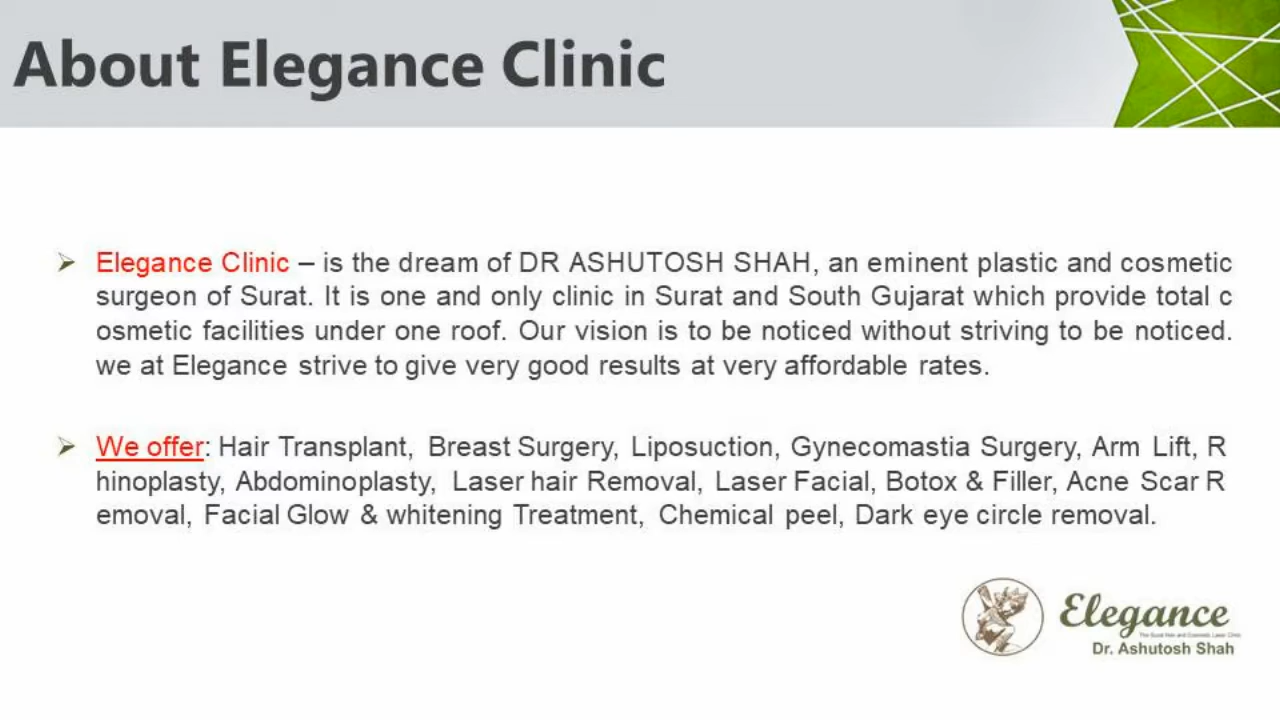 About Elegance Clinic
Elegance Clinic – is the dream of DR ASHUTOSH SHAH, an eminent plastic and cosmetic
surgeon of Surat. It is one and only clinic in Surat and South Gujarat which provide total c
osmetic facilities under one roof. Our vision is to be noticed without striving to be noticed.
we at Elegance strive to give very good results at very affordable rates.
We offer: Hair Transplant, Breast Surgery, Liposuction, Gynecomastia Surgery, Arm Lift, R
hinoplasty, Abdominoplasty, Laser hair Removal, Laser Facial, Botox & Filler, Acne Scar R
emoval, Facial Glow & whitening Treatment, Chemical peel, Dark eye circle removal.
Elegance
Hair and Cosmetic Laser Clinic
Dr. Ashutosh Shah